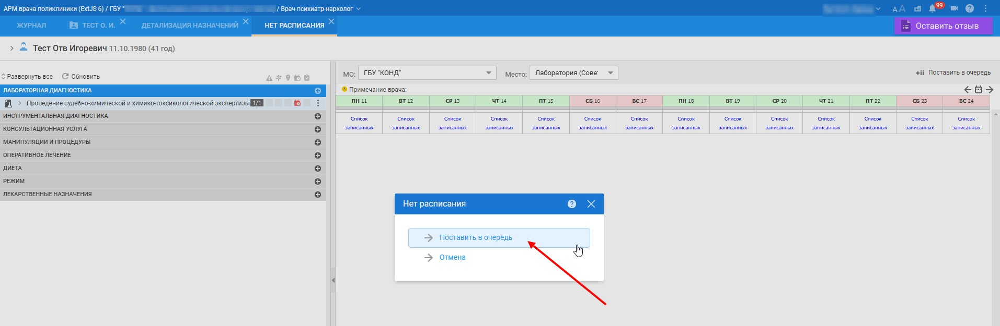 АРМ врача поликлиники (ExtJS 6) / ГБУ " / Врач-психиатр-нарколог
AA 99
ЖУРНАЛ ТЕСТ О. И. ДЕТАЛИЗАЦИЯ НАЗНАЧЕНИЙ НЕТ РАСПИСАНИЯ Оставить отзыв
Тест Отв Игоревич 11.10.1980 (41 год)
Развернуть все Обновить
ЛАБОРАТОРНАЯ ДИАГНОСТИКА
Проведение судебно-химической и химико-токсикологической экспертизы 1/1
ИНСТРУМЕНТАЛЬНАЯ ДИАГНОСТИКА
КОНСУЛЬТАЦИОННАЯ УСЛУГА
МАНИПУЛЯЦИИ И ПРОЦЕДУРЫ
ОПЕРАТИВНОЕ ЛЕЧЕНИЕ
ДИЕТА
РЕЖИМ
ЛЕКАРСТВЕННЫЕ НАЗНАЧЕНИЯ
МО: ГБУ "КОНД" Место: Лаборатория (Сове Поставить в очередь
Примечание врача:
ПН 11 ВТ 12 СР 13 ЧТ 14 ПТ 15 СБ 16 ВС 17 ПН 18 ВТ 19 СР 20 ЧТ 21 ПТ 22 СБ 23 ВС 24
Список Список Список Список Список Список Список Список Список Список Список Список Список Список
записанных записанных записанных записанных записанных записанных записанных записанных записанных записанных записанных записанных записанных записанных
Нет расписания
Поставить в очередь
Отмена